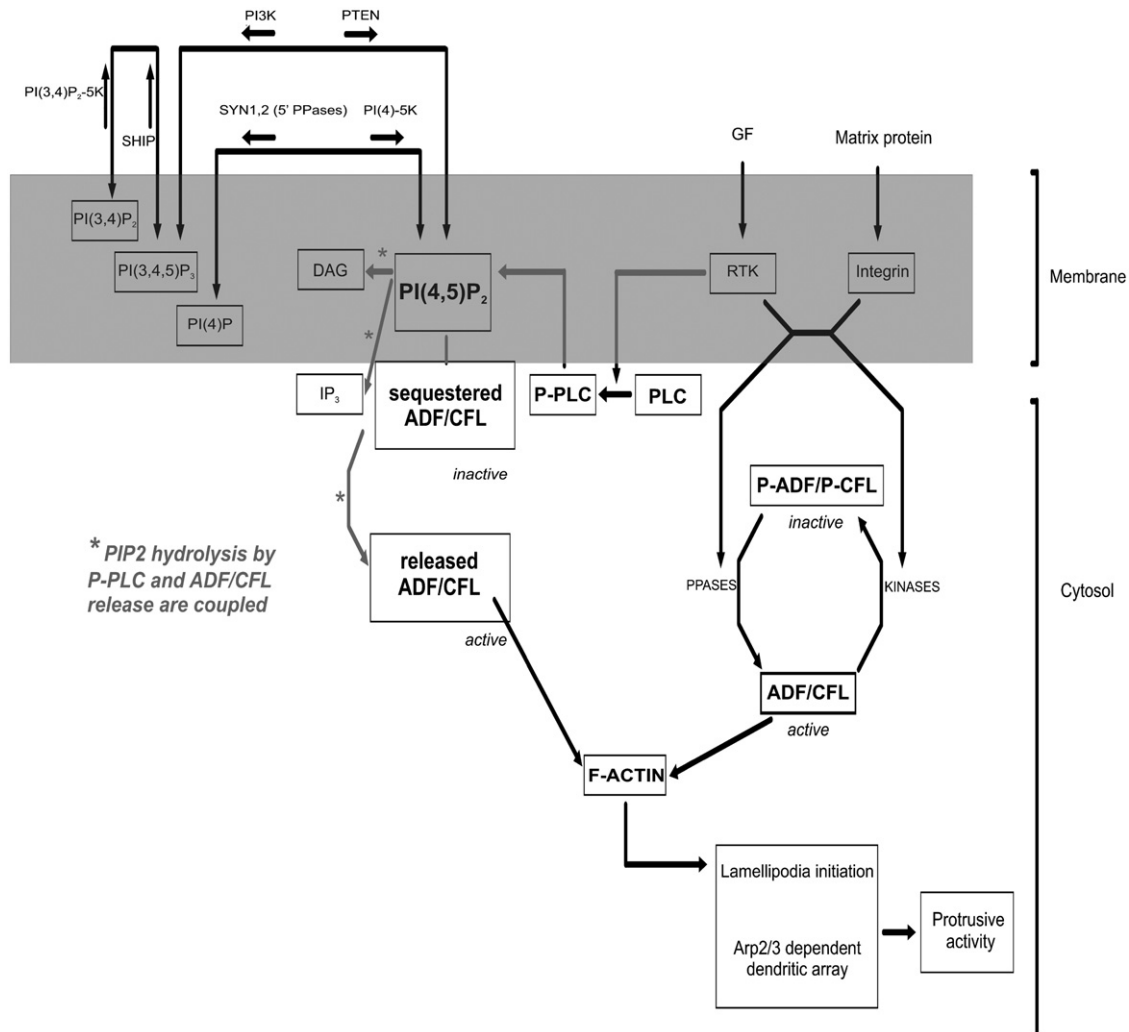 PI3K PTEN
PI(3,4)P₂-5K
SHIP
SYN1,2 (5' PPases) PI(4)-5K
GF
Matrix protein
PI(3,4)P₂
PI(3,4,5)P₃
PI(4)P
DAG
*
PI(4,5)P₂
*
RTK
Integrin
Membrane
IP₃
sequestered
ADF/CFL
inactive
P-PLC
PLC
*
* PIP2 hydrolysis by
P-PLC and ADF/CFL
release are coupled
released
ADF/CFL
active
P-ADF/P-CFL
inactive
PPASES
KINASES
Cytosol
ADF/CFL
active
F-ACTIN
Lamellipodia initiation
Arp2/3 dependent
dendritic array
Protrusive
activity